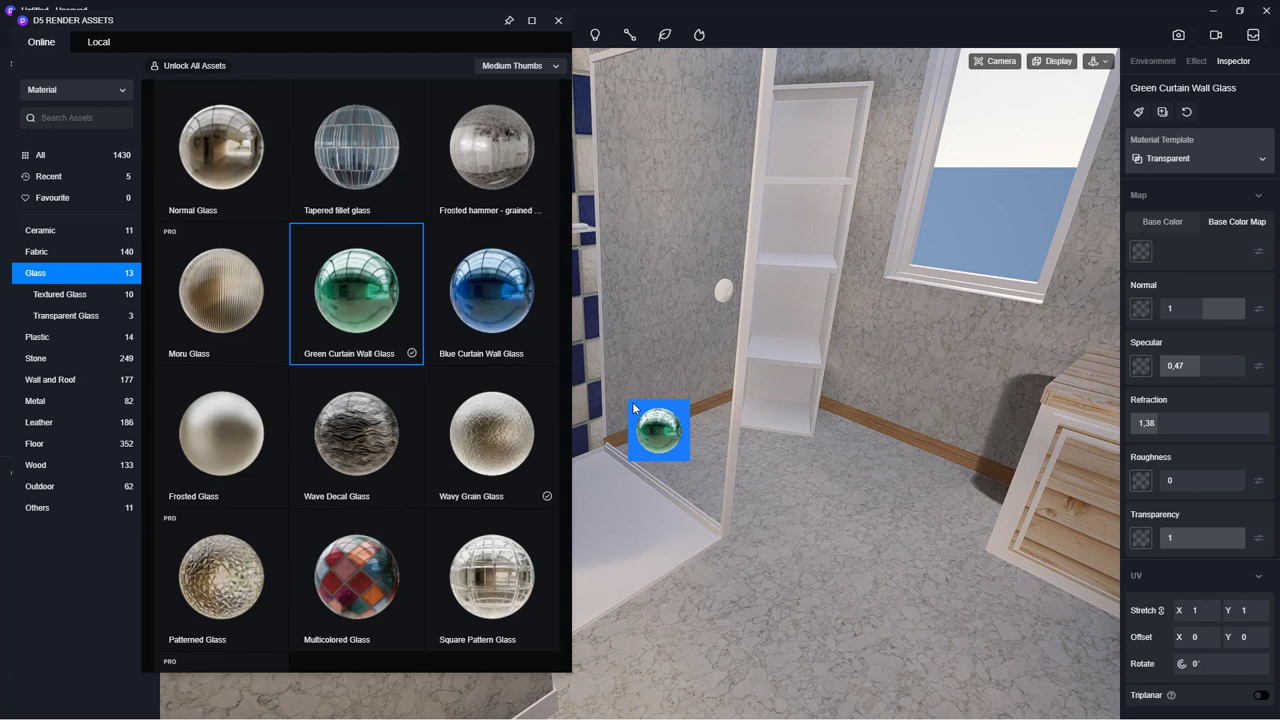 D5 RENDER ASSETS
Online
Local
Unlock All Assets
Medium Thumbs
Material
Search Assets
All 1430
Recent 5
Favourite 0
Ceramic 11
Fabric 140
Glass 13
Textured Glass 10
Transparent Glass 3
Plastic 14
Stone 249
Wall and Roof 177
Metal 82
Leather 186
Floor 352
Wood 133
Outdoor 62
Others 11
Normal Glass
Tapered fillet glass
Frosted hammer - grained ...
PRO
Moru Glass
Green Curtain Wall Glass
Blue Curtain Wall Glass
Frosted Glass
Wave Decal Glass
Wavy Grain Glass
PRO
Patterned Glass
Multicolored Glass
Square Pattern Glass
PRO
Camera
Display
Environment
Effect
Inspector
Green Curtain Wall Glass
Material Template
Transparent
Map
Base Color
Base Color Map
Normal
1
Specular
0,47
Refraction
1,38
Roughness
0
Transparency
1
UV
Stretch X 1 Y 1
Offset X 0 Y 0
Rotate 0°
Triplanar